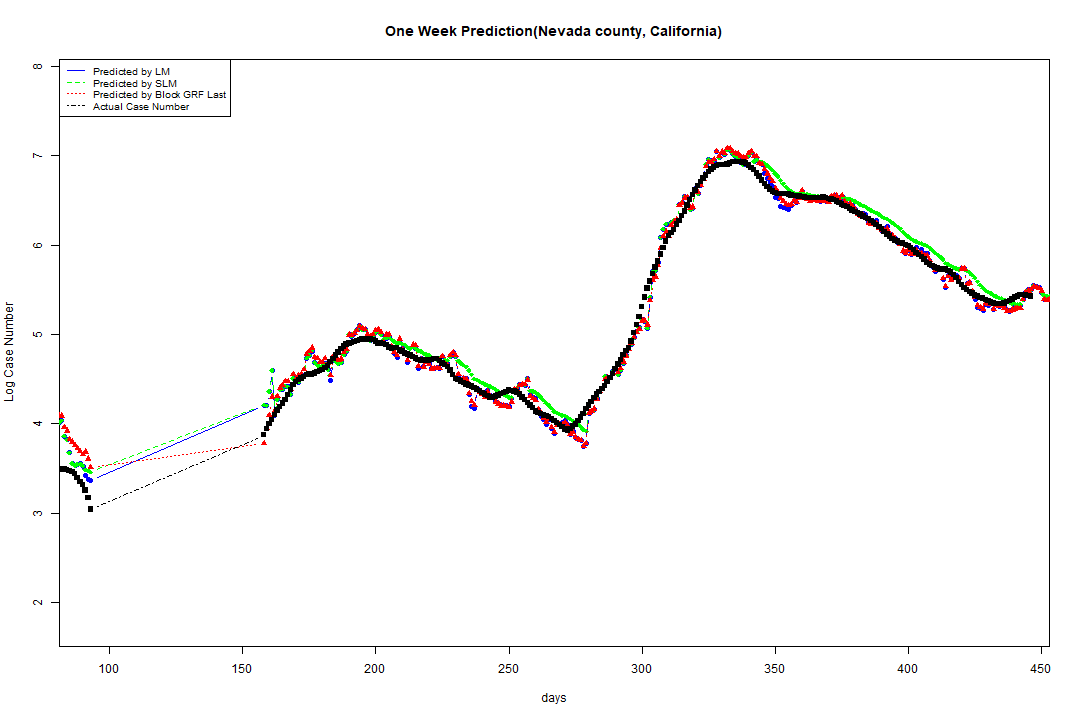 One Week Prediction(Nevada county, California)
Predicted by LM
Predicted by SLM
Predicted by Block GRF Last
Actual Case Number
8
7
6
5
4
3
2
Log Case Number
100 150 200 250 300 350 400 450
days